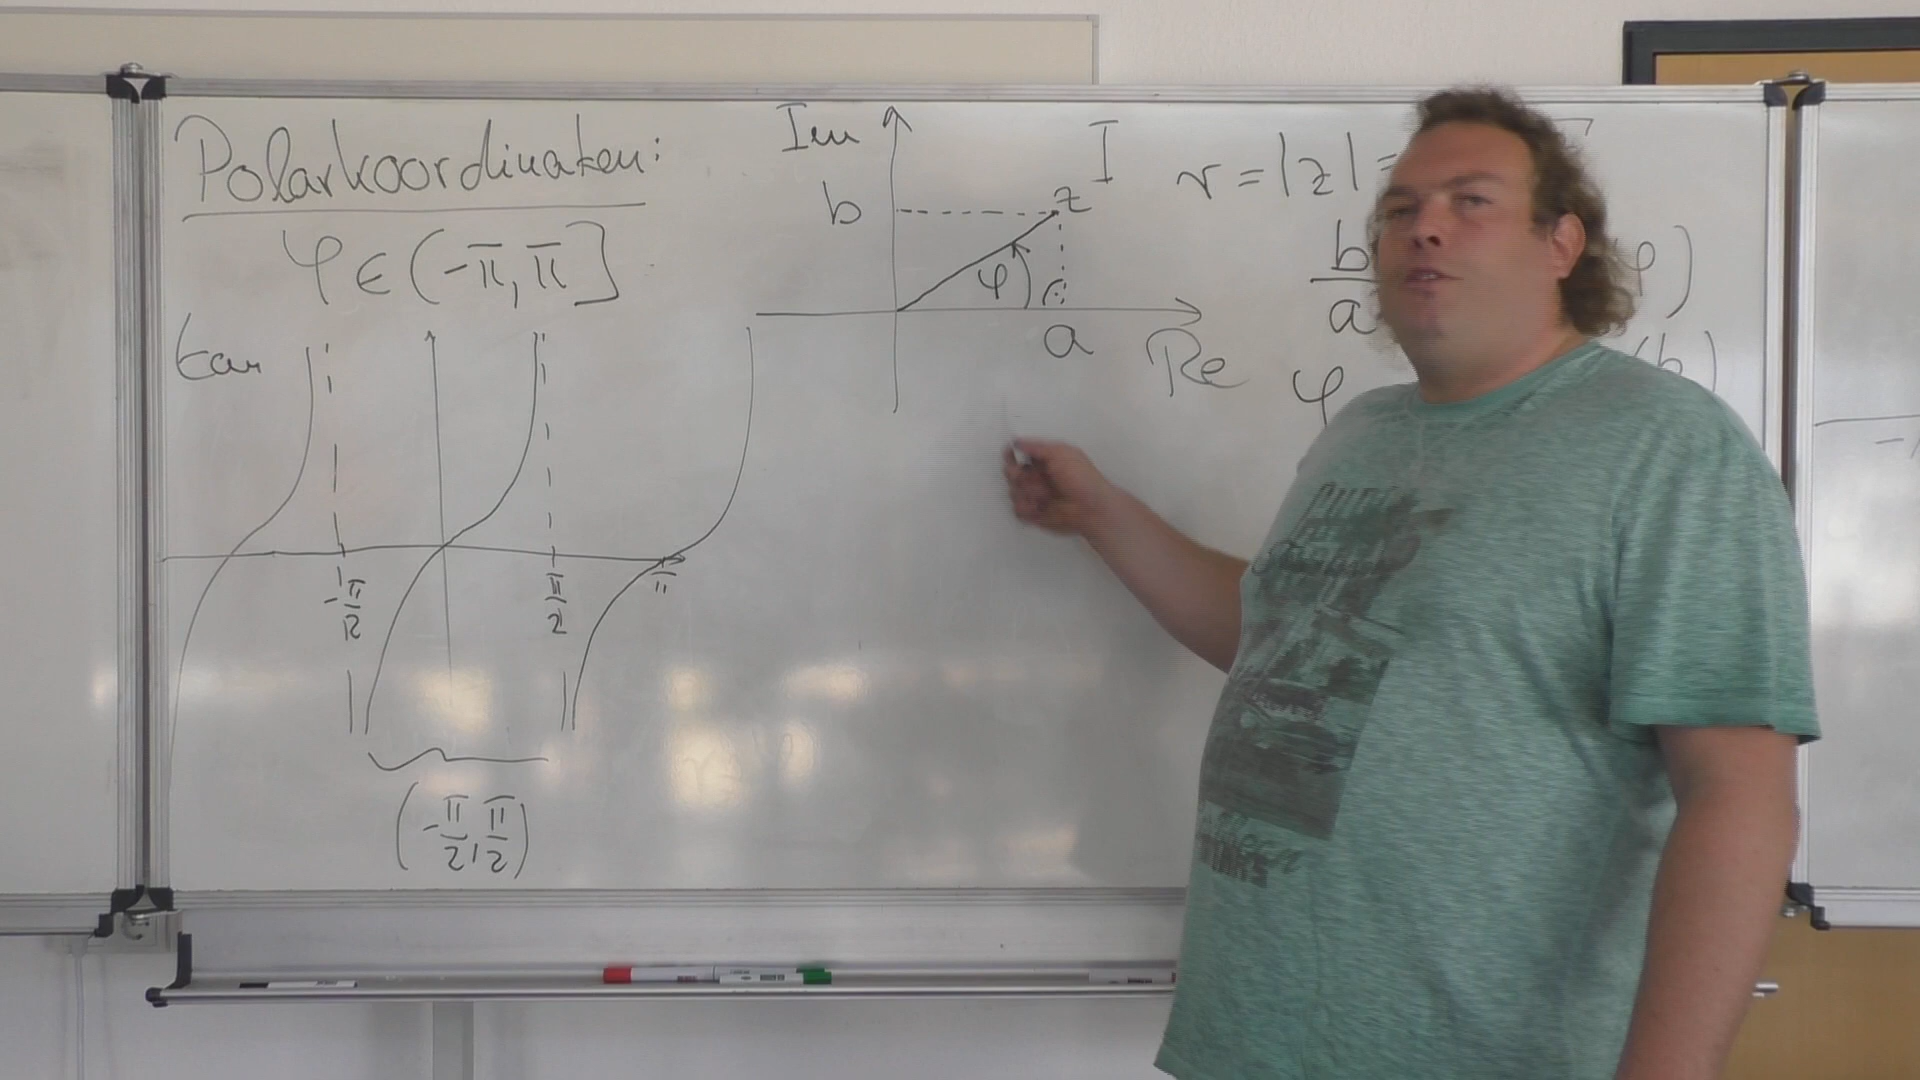 Polarkoordinaten:
φ ∈ (-π, π]
tan
-π/2
π/2
π
(-π/2, π/2)
Im
I
b
z
φ
a
Re
r = |z| =
b/a
φ)
φ
(b)